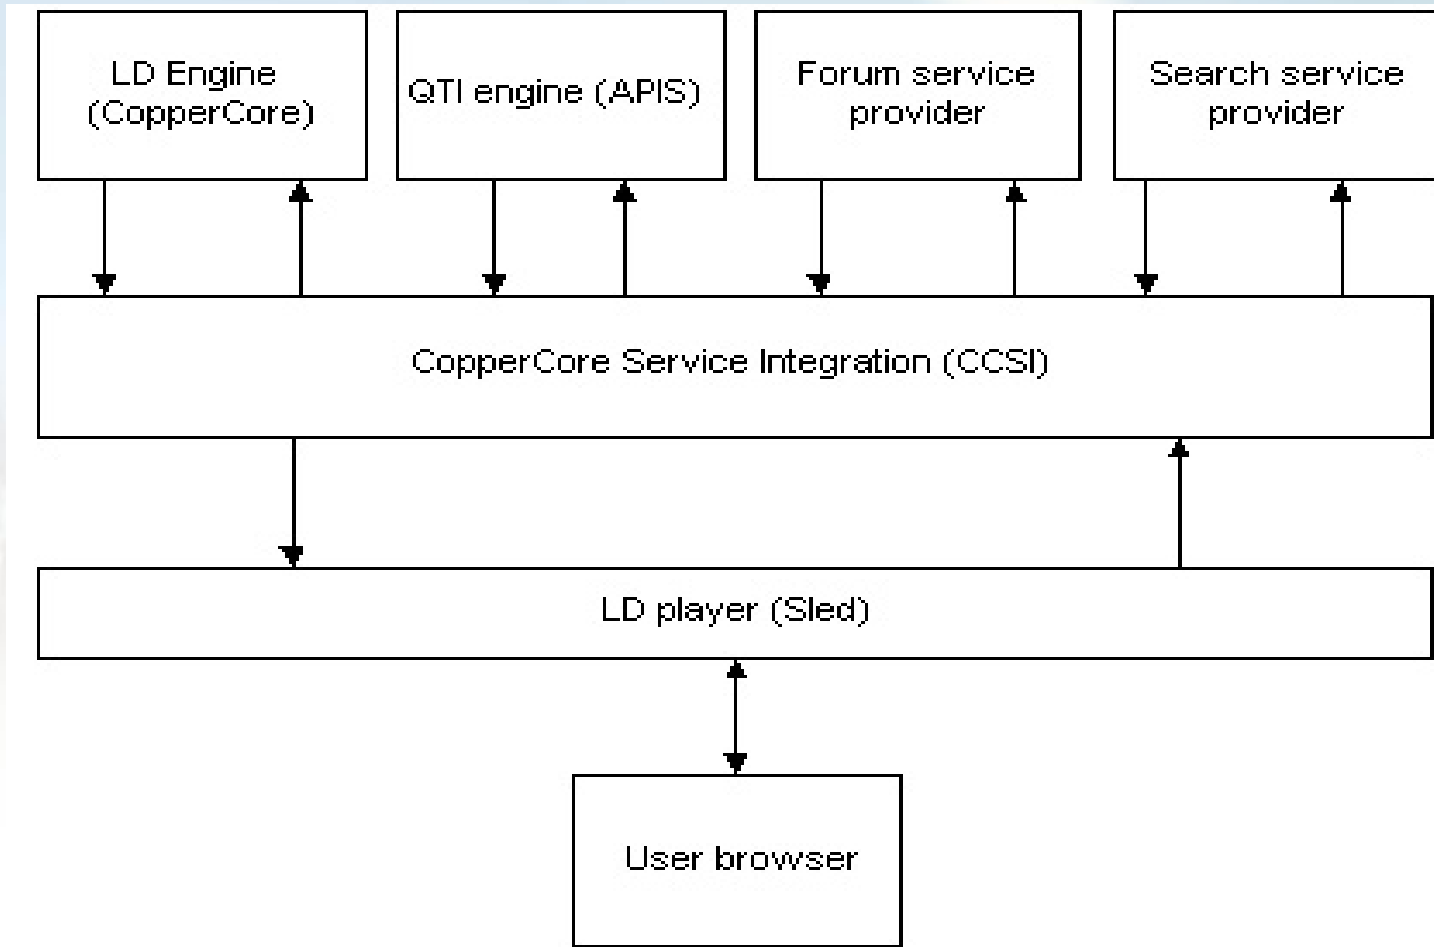 LD Engine
(CopperCore)
QTI engine (APIS)
Forum service
provider
Search service
provider
CopperCore Service Integration (CCSI)
LD player (Sled)
User browser